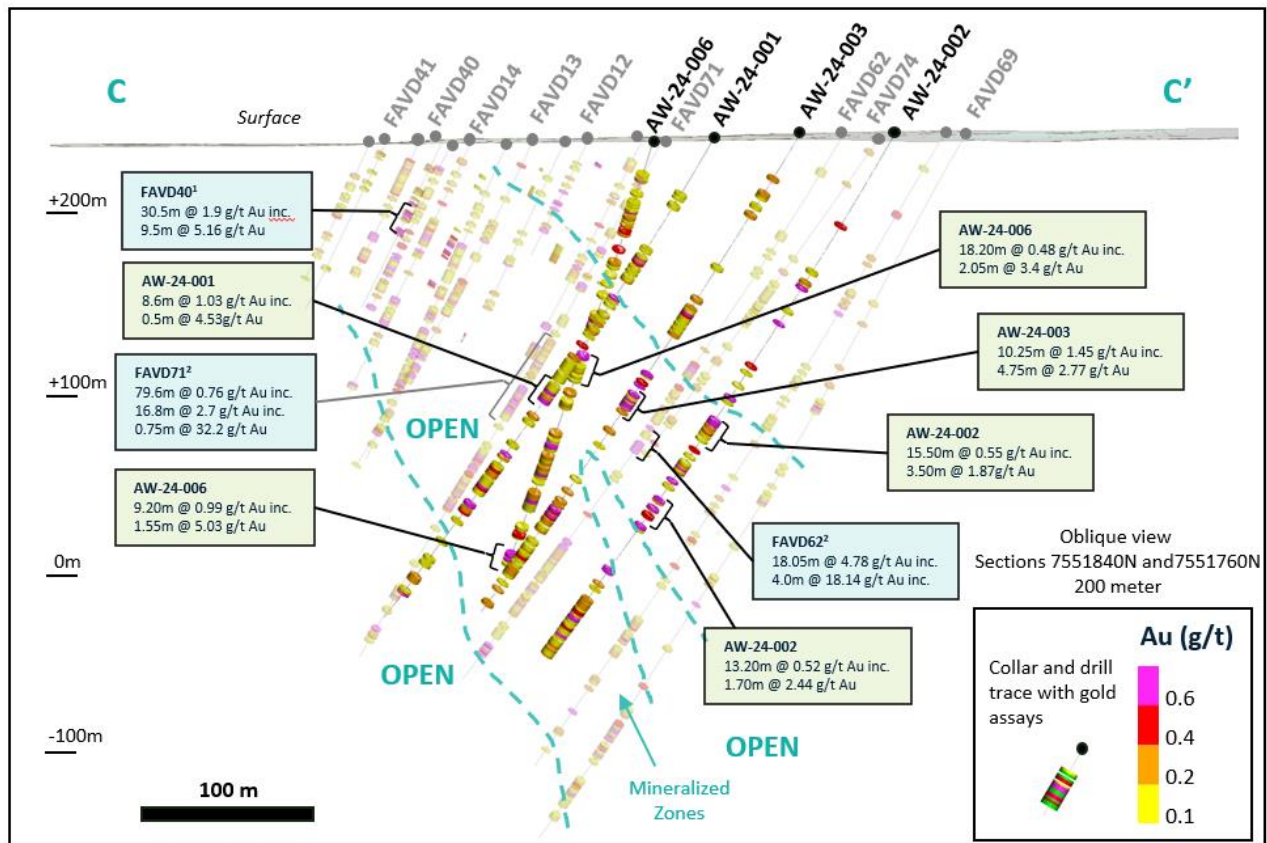 C
FAVD41
FAVD40
FAVD14
FAVD13
FAVD12
AW-24-006
FAVD71
AW-24-001
AW-24-003
FAVD62
FAVD74
AW-24-002
FAVD69
C'
Surface
+200m
+100m
0m
-100m
FAVD40¹
30.5m @ 1.9 g/t Au inc.
9.5m @ 5.16 g/t Au
AW-24-001
8.6m @ 1.03 g/t Au inc.
0.5m @ 4.53g/t Au
FAVD71²
79.6m @ 0.76 g/t Au inc.
16.8m @ 2.7 g/t Au inc.
0.75m @ 32.2 g/t Au
AW-24-006
9.20m @ 0.99 g/t Au inc.
1.55m @ 5.03 g/t Au
AW-24-006
18.20m @ 0.48 g/t Au inc.
2.05m @ 3.4 g/t Au
AW-24-003
10.25m @ 1.45 g/t Au inc.
4.75m @ 2.77 g/t Au
AW-24-002
15.50m @ 0.55 g/t Au inc.
3.50m @ 1.87g/t Au
FAVD62²
18.05m @ 4.78 g/t Au inc.
4.0m @ 18.14 g/t Au inc.
AW-24-002
13.20m @ 0.52 g/t Au inc.
1.70m @ 2.44 g/t Au
OPEN
OPEN
OPEN
Mineralized
Zones
100 m
Oblique view
Sections 7551840N and7551760N
200 meter
Au (g/t)
Collar and drill
trace with gold
assays
0.6
0.4
0.2
0.1